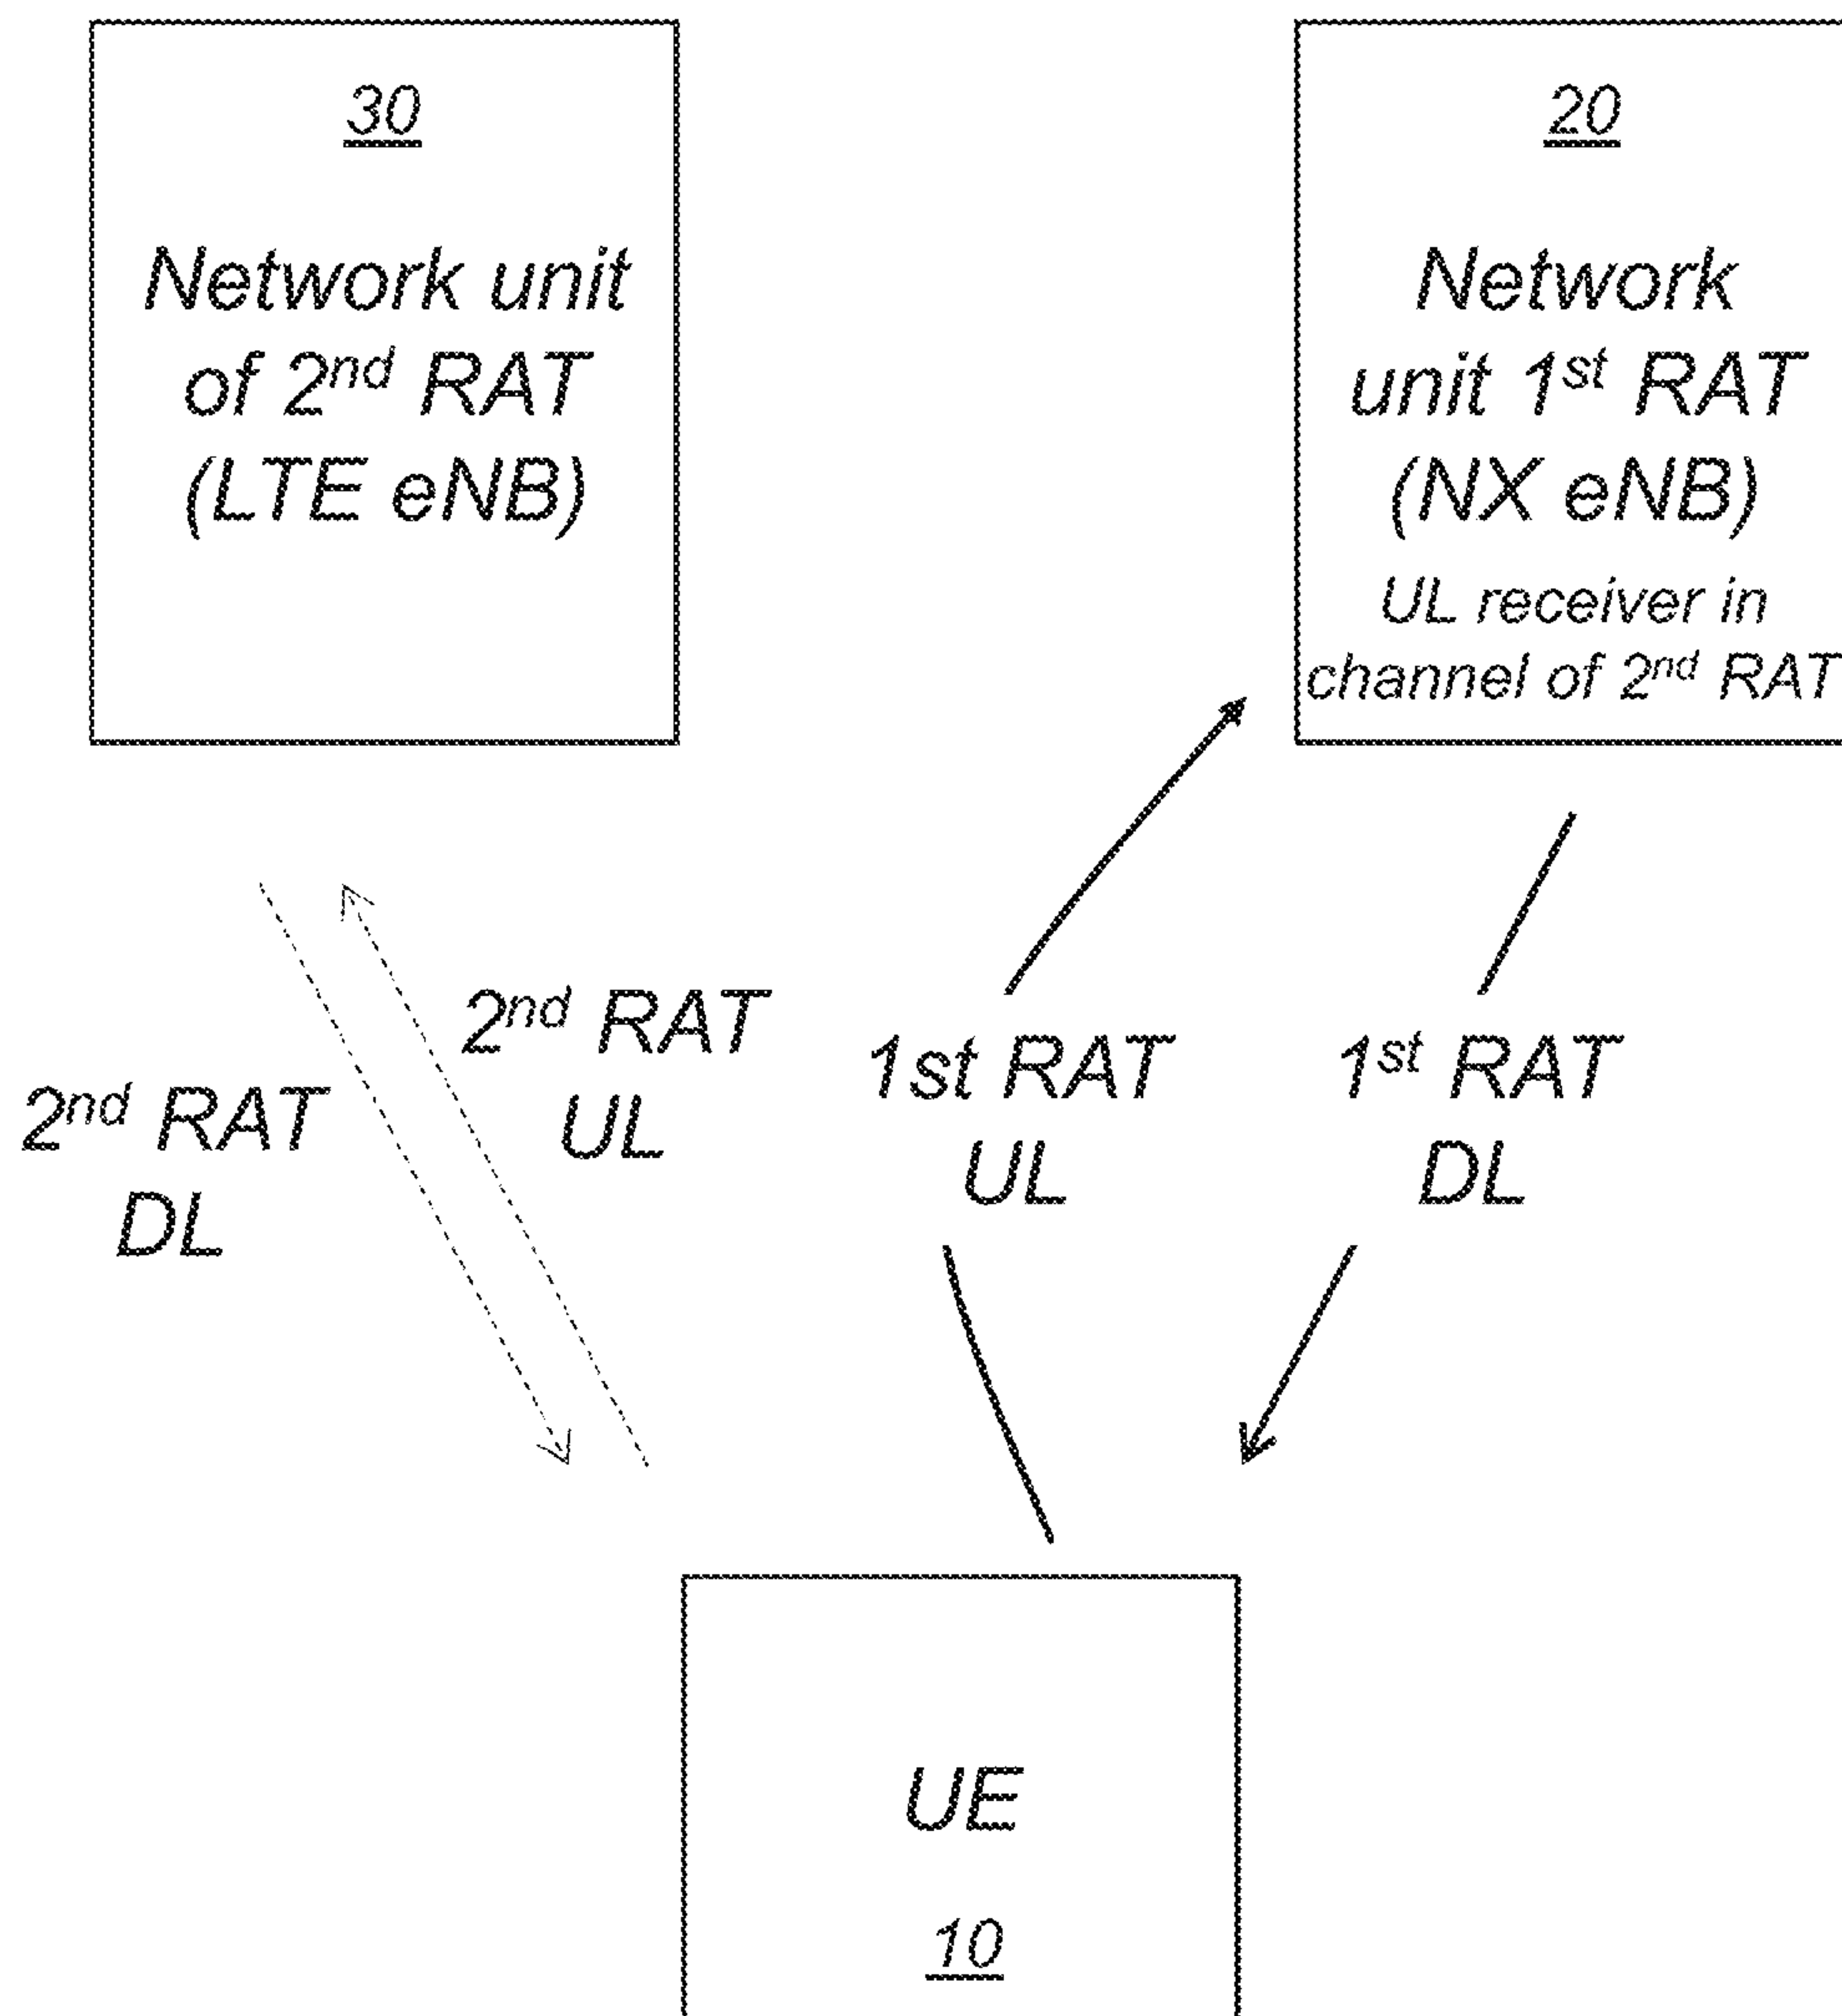 30
Network unit
of 2nd RAT
(LTE eNB)
20
Network
unit 1st RAT
(NX eNB)
UL receiver in
channel of 2nd RAT
2nd RAT
DL
2nd RAT
UL
1st RAT
UL
1st RAT
DL
UE
10